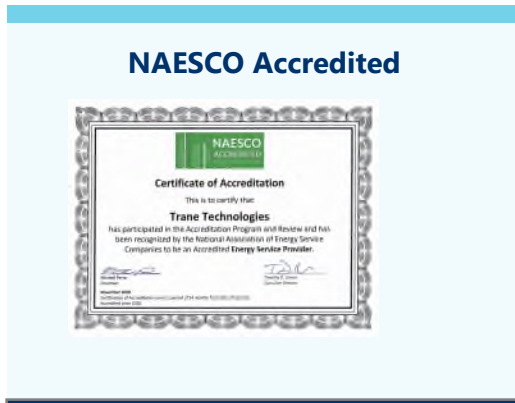 NAESCO Accredited
NAESCO
ACCREDITED
Certificate of Accreditation
This is to certify that
Trane Technologies
has participated in the Accreditation Program and Review and has
been recognized by the National Association of Energy Service
Companies to be an Accredited Energy Service Provider.
Executive Director